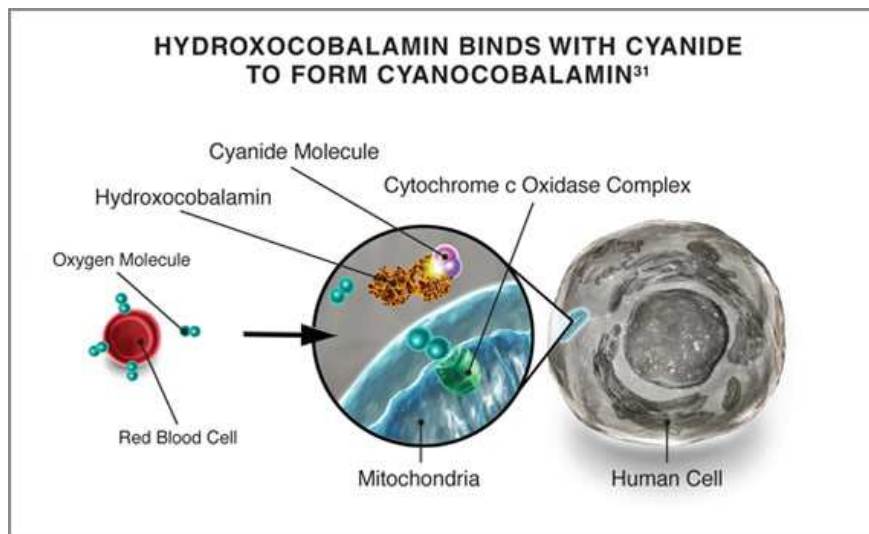 HYDROXOCOBALAMIN BINDS WITH CYANIDE
TO FORM CYANOCOBALAMIN³¹
Cyanide Molecule
Cytochrome c Oxidase Complex
Hydroxocobalamin
Oxygen Molecule
Red Blood Cell
Mitochondria
Human Cell